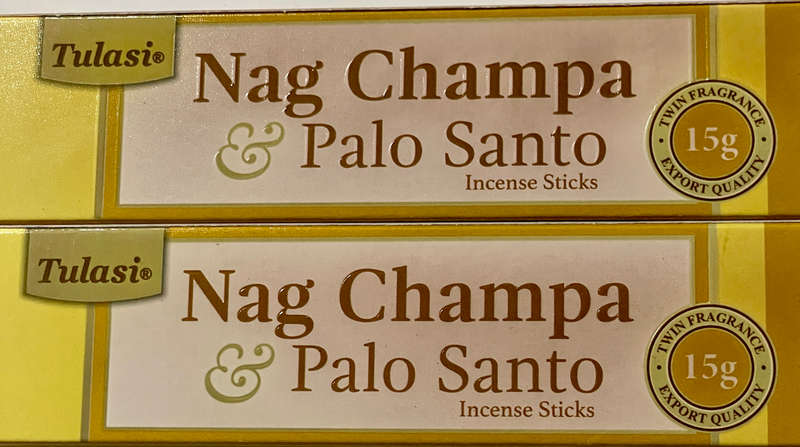 Tulasi®
Nag Champa
& Palo Santo
Incense Sticks
TWIN FRAGRANCE
15g
EXPORT QUALITY
Tulasi®
Nag Champa
& Palo Santo
Incense Sticks
TWIN FRAGRANCE
15g
EXPORT QUALITY